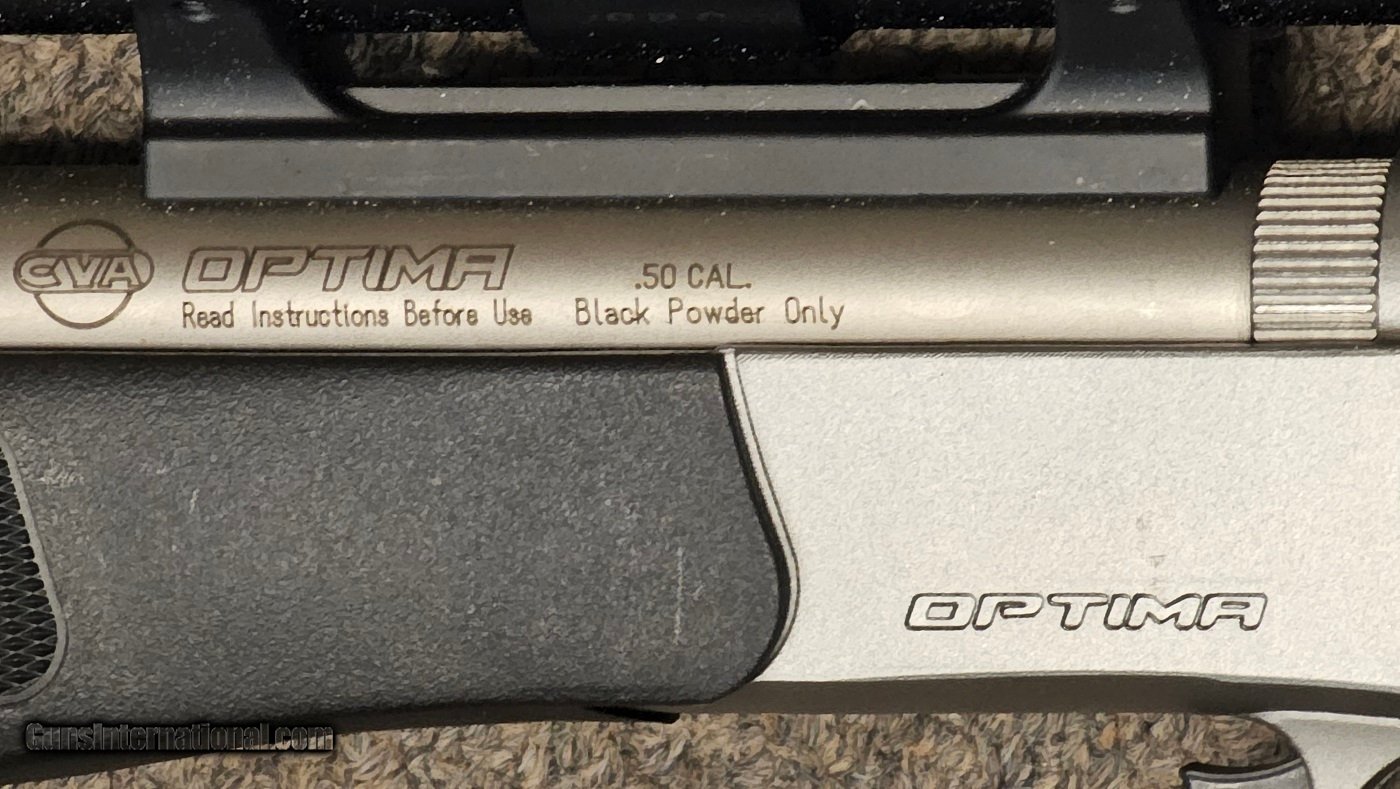 CVA
OPTIMA
.50 CAL.
Read Instructions Before Use
Black Powder Only
OPTIMA
Gunsinternational.com